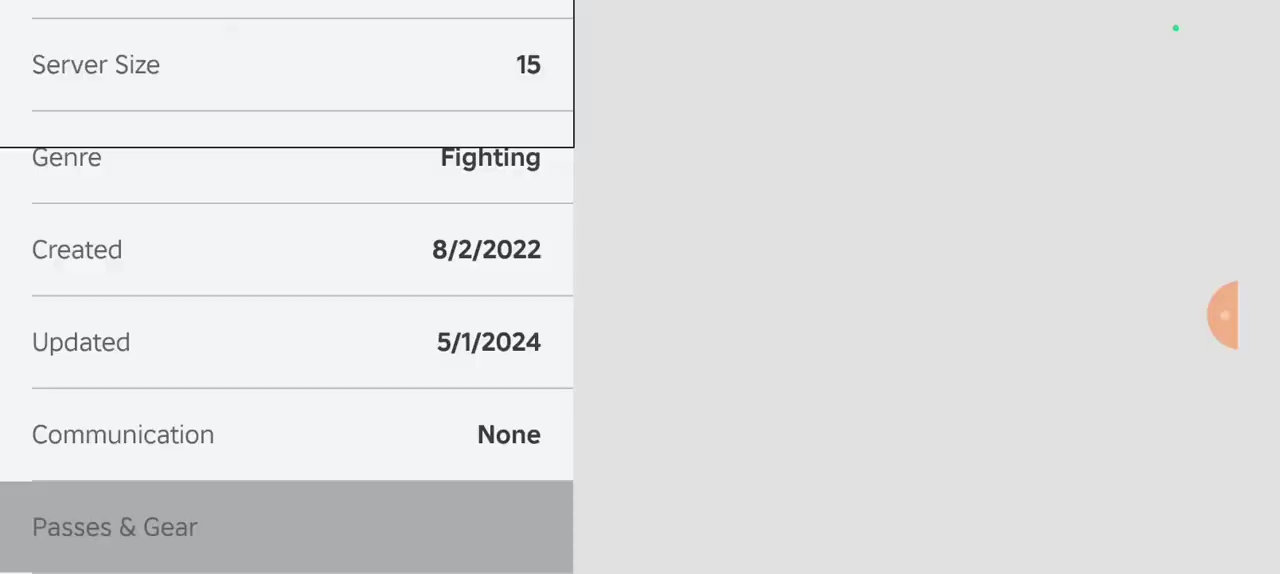 Server Size 15
Genre Fighting
Created 8/2/2022
Updated 5/1/2024
Communication None
Passes & Gear